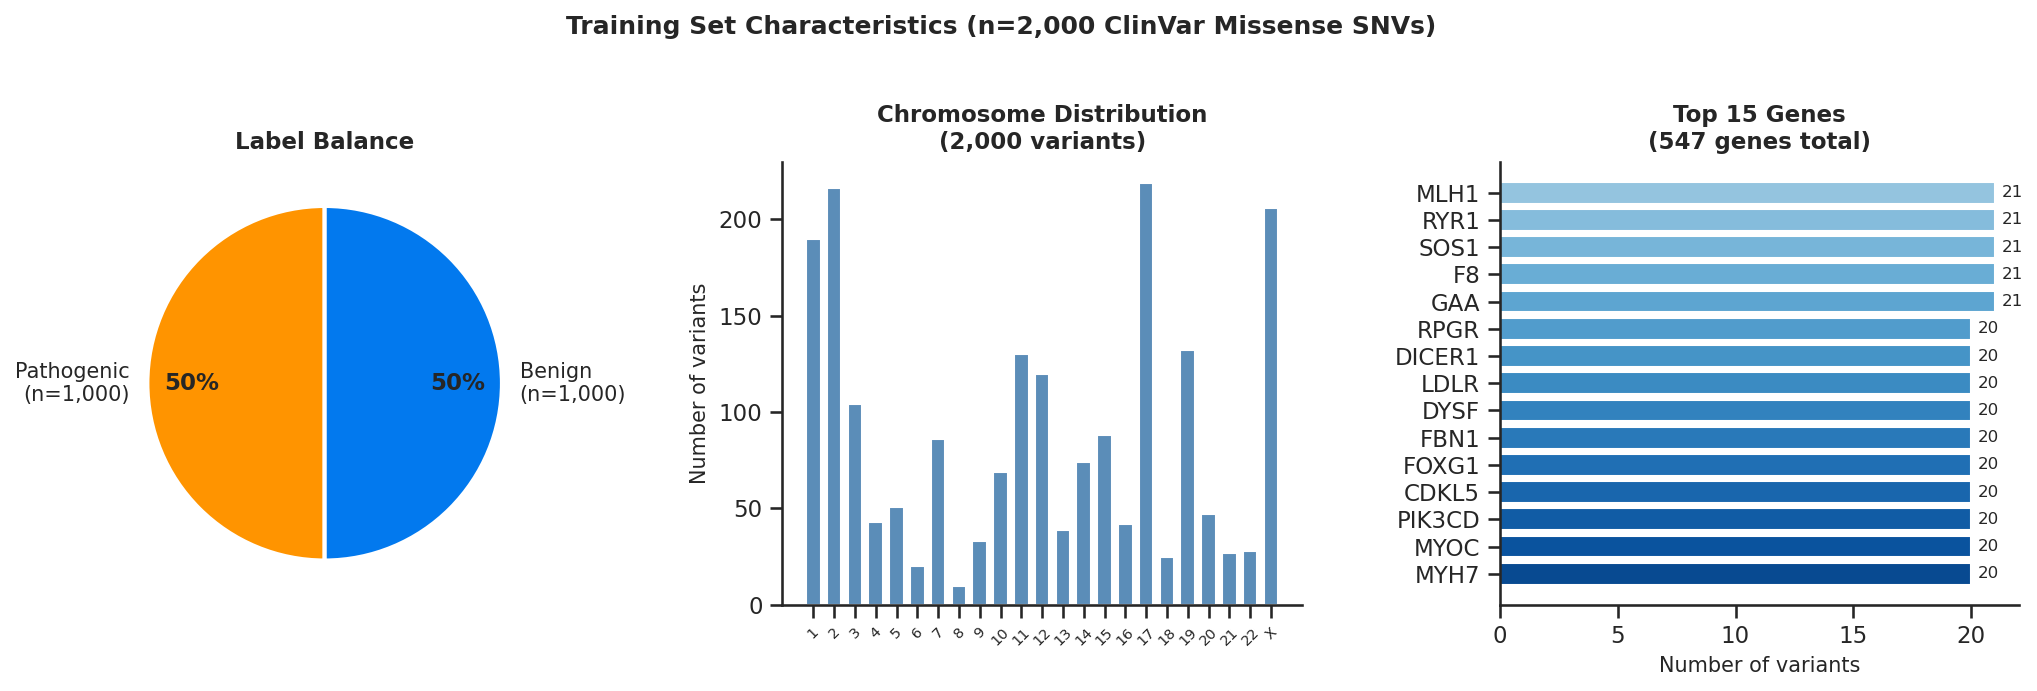 Training Set Characteristics (n=2,000 ClinVar Missense SNVs)
Label Balance
Pathogenic
(n=1,000)
50%
50%
Benign
(n=1,000)
Chromosome Distribution
(2,000 variants)
Number of variants
200
150
100
50
0
1 2 3 4 5 6 7 8 9 10 11 12 13 14 15 16 17 18 19 20 21 22 X
Top 15 Genes
(547 genes total)
MLH1 21
RYR1 21
SOS1 21
F8 21
GAA 21
RPGR 20
DICER1 20
LDLR 20
DYSF 20
FBN1 20
FOXG1 20
CDKL5 20
PIK3CD 20
MYOC 20
MYH7 20
0 5 10 15 20
Number of variants